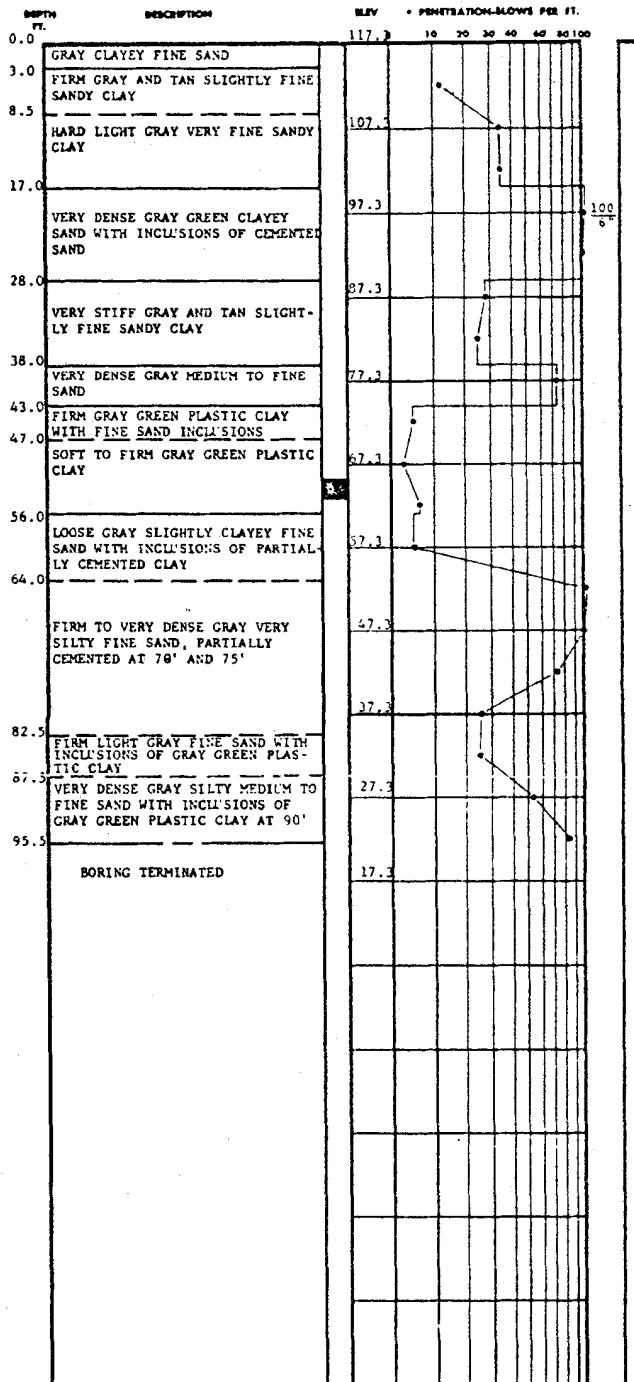 DEPTH FT. DESCRIPTION ELEV • PENETRATION-BLOWS PER FT.
0.0 117.3 10 20 30 40 60 80 100
GRAY CLAYEY FINE SAND
3.0
FIRM GRAY AND TAN SLIGHTLY FINE
SANDY CLAY
8.5
107.3
HARD LIGHT GRAY VERY FINE SANDY
CLAY
17.0
97.3
100
6"
VERY DENSE GRAY GREEN CLAYEY
SAND WITH INCLUSIONS OF CEMENTED
SAND
28.0
87.3
VERY STIFF GRAY AND TAN SLIGHT-
LY FINE SANDY CLAY
38.0
77.3
VERY DENSE GRAY MEDIUM TO FINE
SAND
43.0
FIRM GRAY GREEN PLASTIC CLAY
WITH FINE SAND INCLUSIONS
47.0
SOFT TO FIRM GRAY GREEN PLASTIC
CLAY
67.3
56.0
LOOSE GRAY SLIGHTLY CLAYEY FINE
SAND WITH INCLUSIONS OF PARTIAL-
LY CEMENTED CLAY
57.3
64.0
FIRM TO VERY DENSE GRAY VERY
SILTY FINE SAND, PARTIALLY
CEMENTED AT 70' AND 75'
47.3
37.3
82.5
FIRM LIGHT GRAY FINE SAND WITH
INCLUSIONS OF GRAY GREEN PLAS-
TIC CLAY
67.5
VERY DENSE GRAY SILTY MEDIUM TO
FINE SAND WITH INCLUSIONS OF
GRAY GREEN PLASTIC CLAY AT 90'
27.3
95.5
BORING TERMINATED
17.3